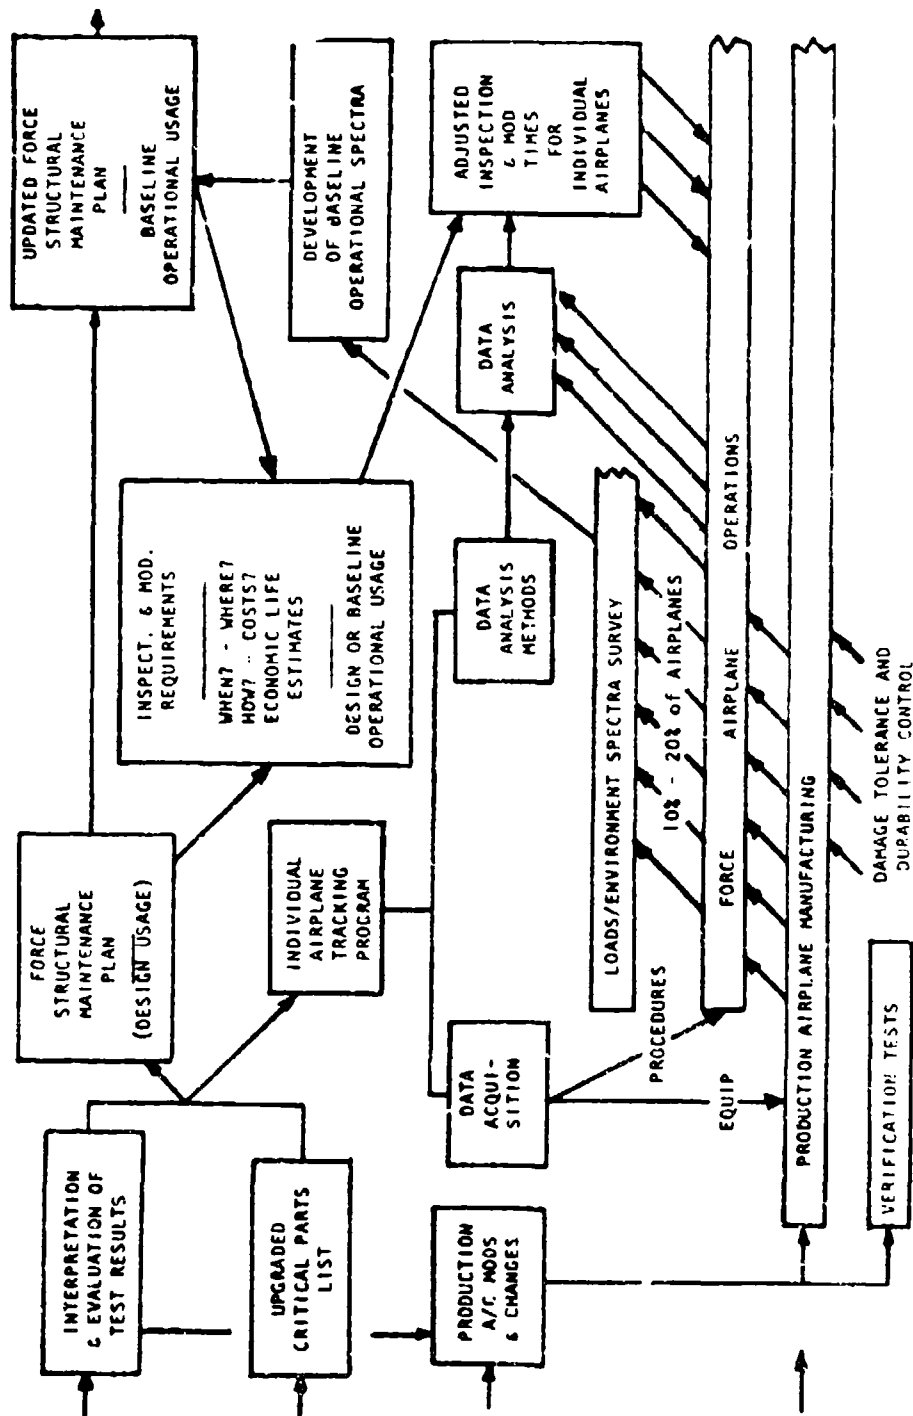 INTERPRETATION
& EVALUATION OF
TEST RESULTS
UPGRADED
CRITICAL PARTS
LIST
PRODUCTION
A/C MODS
& CHANGES
FORCE
STRUCTURAL
MAINTENANCE
PLAN
(DESIGN USAGE)
INDIVIDUAL
AIRPLANE
TRACKING
PROGRAM
DATA
ACQUI-
SITION
PROCEDURES
EQUIP
INSPECT. & MOD.
REQUIREMENTS
WHEN? - WHERE?
HOW? - COSTS?
ECONOMIC LIFE
ESTIMATES
DESIGN OR BASELINE
OPERATIONAL USAGE
DATA
ANALYSIS
METHODS
UPDATED FORCE
STRUCTURAL
MAINTENANCE
PLAN
BASELINE
OPERATIONAL USAGE
DEVELOPMENT
OF BASELINE
OPERATIONAL SPECTRA
DATA
ANALYSIS
ADJUSTED
INSPECTION
& MOD
TIMES
FOR
INDIVIDUAL
AIRPLANES
LOADS/ENVIRONMENT SPECTRA SURVEY
10% - 20% of AIRPLANES
FORCE AIRPLANE OPERATIONS
PRODUCTION AIRPLANE MANUFACTURING
VERIFICATION TESTS
DAMAGE TOLERANCE AND
DURABILITY CONTROL